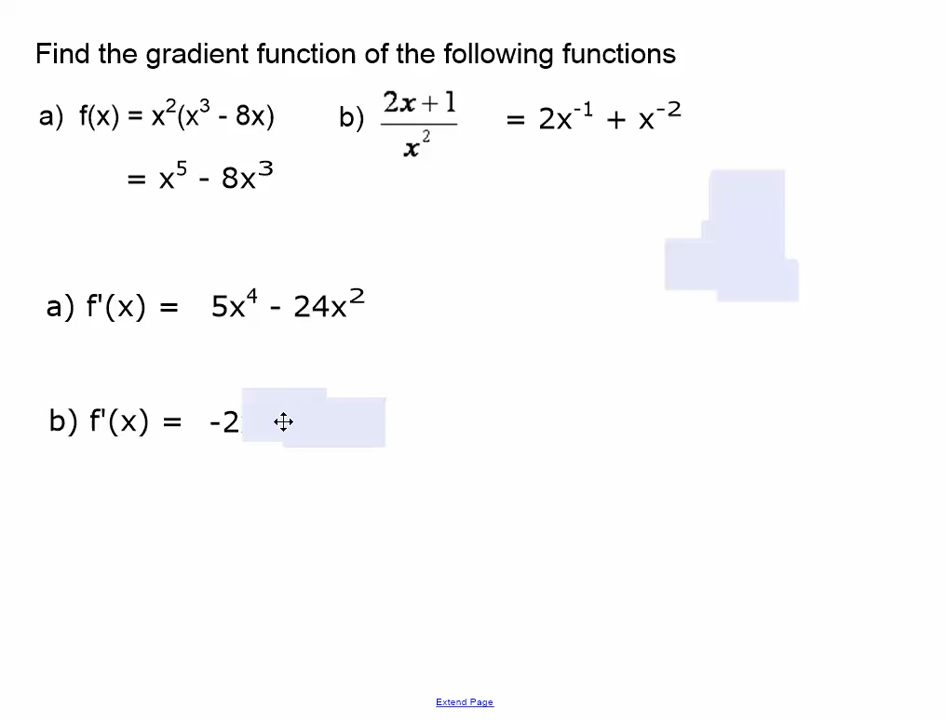 Find the gradient function of the following functions
a) f(x) = x²(x³ - 8x)
b) 2x + 1 / x² = 2x⁻¹ + x⁻²
= x⁵ - 8x³
a) f'(x) = 5x⁴ - 24x²
b) f'(x) = -2
Extend Page